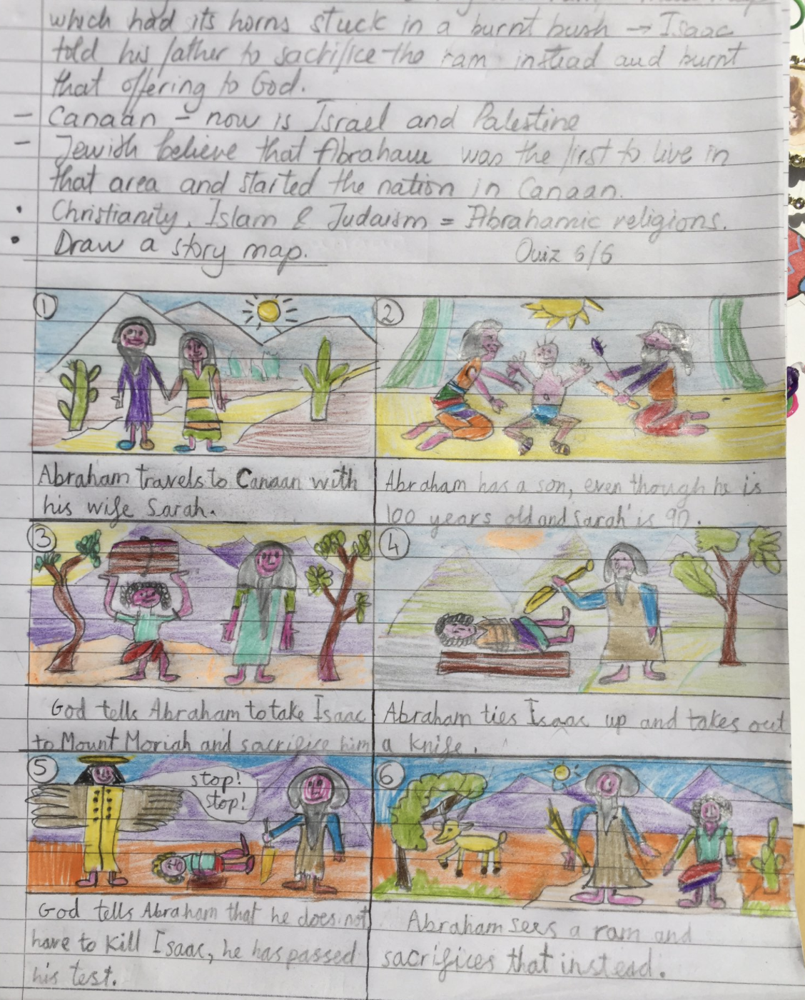 which had its horns stuck in a burnt bush → Isaac
told his father to sacrifice the ram instead and burnt
that offering to God.
- Canaan - now is Israel and Palestine
- Jewish believe that Abraham was the first to live in
that area and started the nation in Canaan.
• Christianity, Islam & Judaism = Abrahamic religions.
• Draw a story map. Quiz 6/6
1
2
Abraham travels to Canaan with
his wife Sarah.
Abraham has a son, even though he is
100 years old and Sarah is 90.
3
4
God tells Abraham to take Isaac
to Mount Moriah and sacrifice him
Abraham ties Isaac up and takes out
a knife.
5
stop!
stop!
6
God tells Abraham that he does not
have to kill Isaac, he has passed
his test.
Abraham sees a ram and
sacrifices that instead.